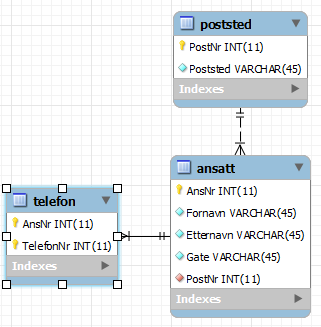 poststed
PostNr INT(11)
Poststed VARCHAR(45)
Indexes
ansatt
AnsNr INT(11)
Fornavn VARCHAR(45)
Etternavn VARCHAR(45)
Gate VARCHAR(45)
PostNr INT(11)
Indexes
telefon
AnsNr INT(11)
TelefonNr INT(11)
Indexes